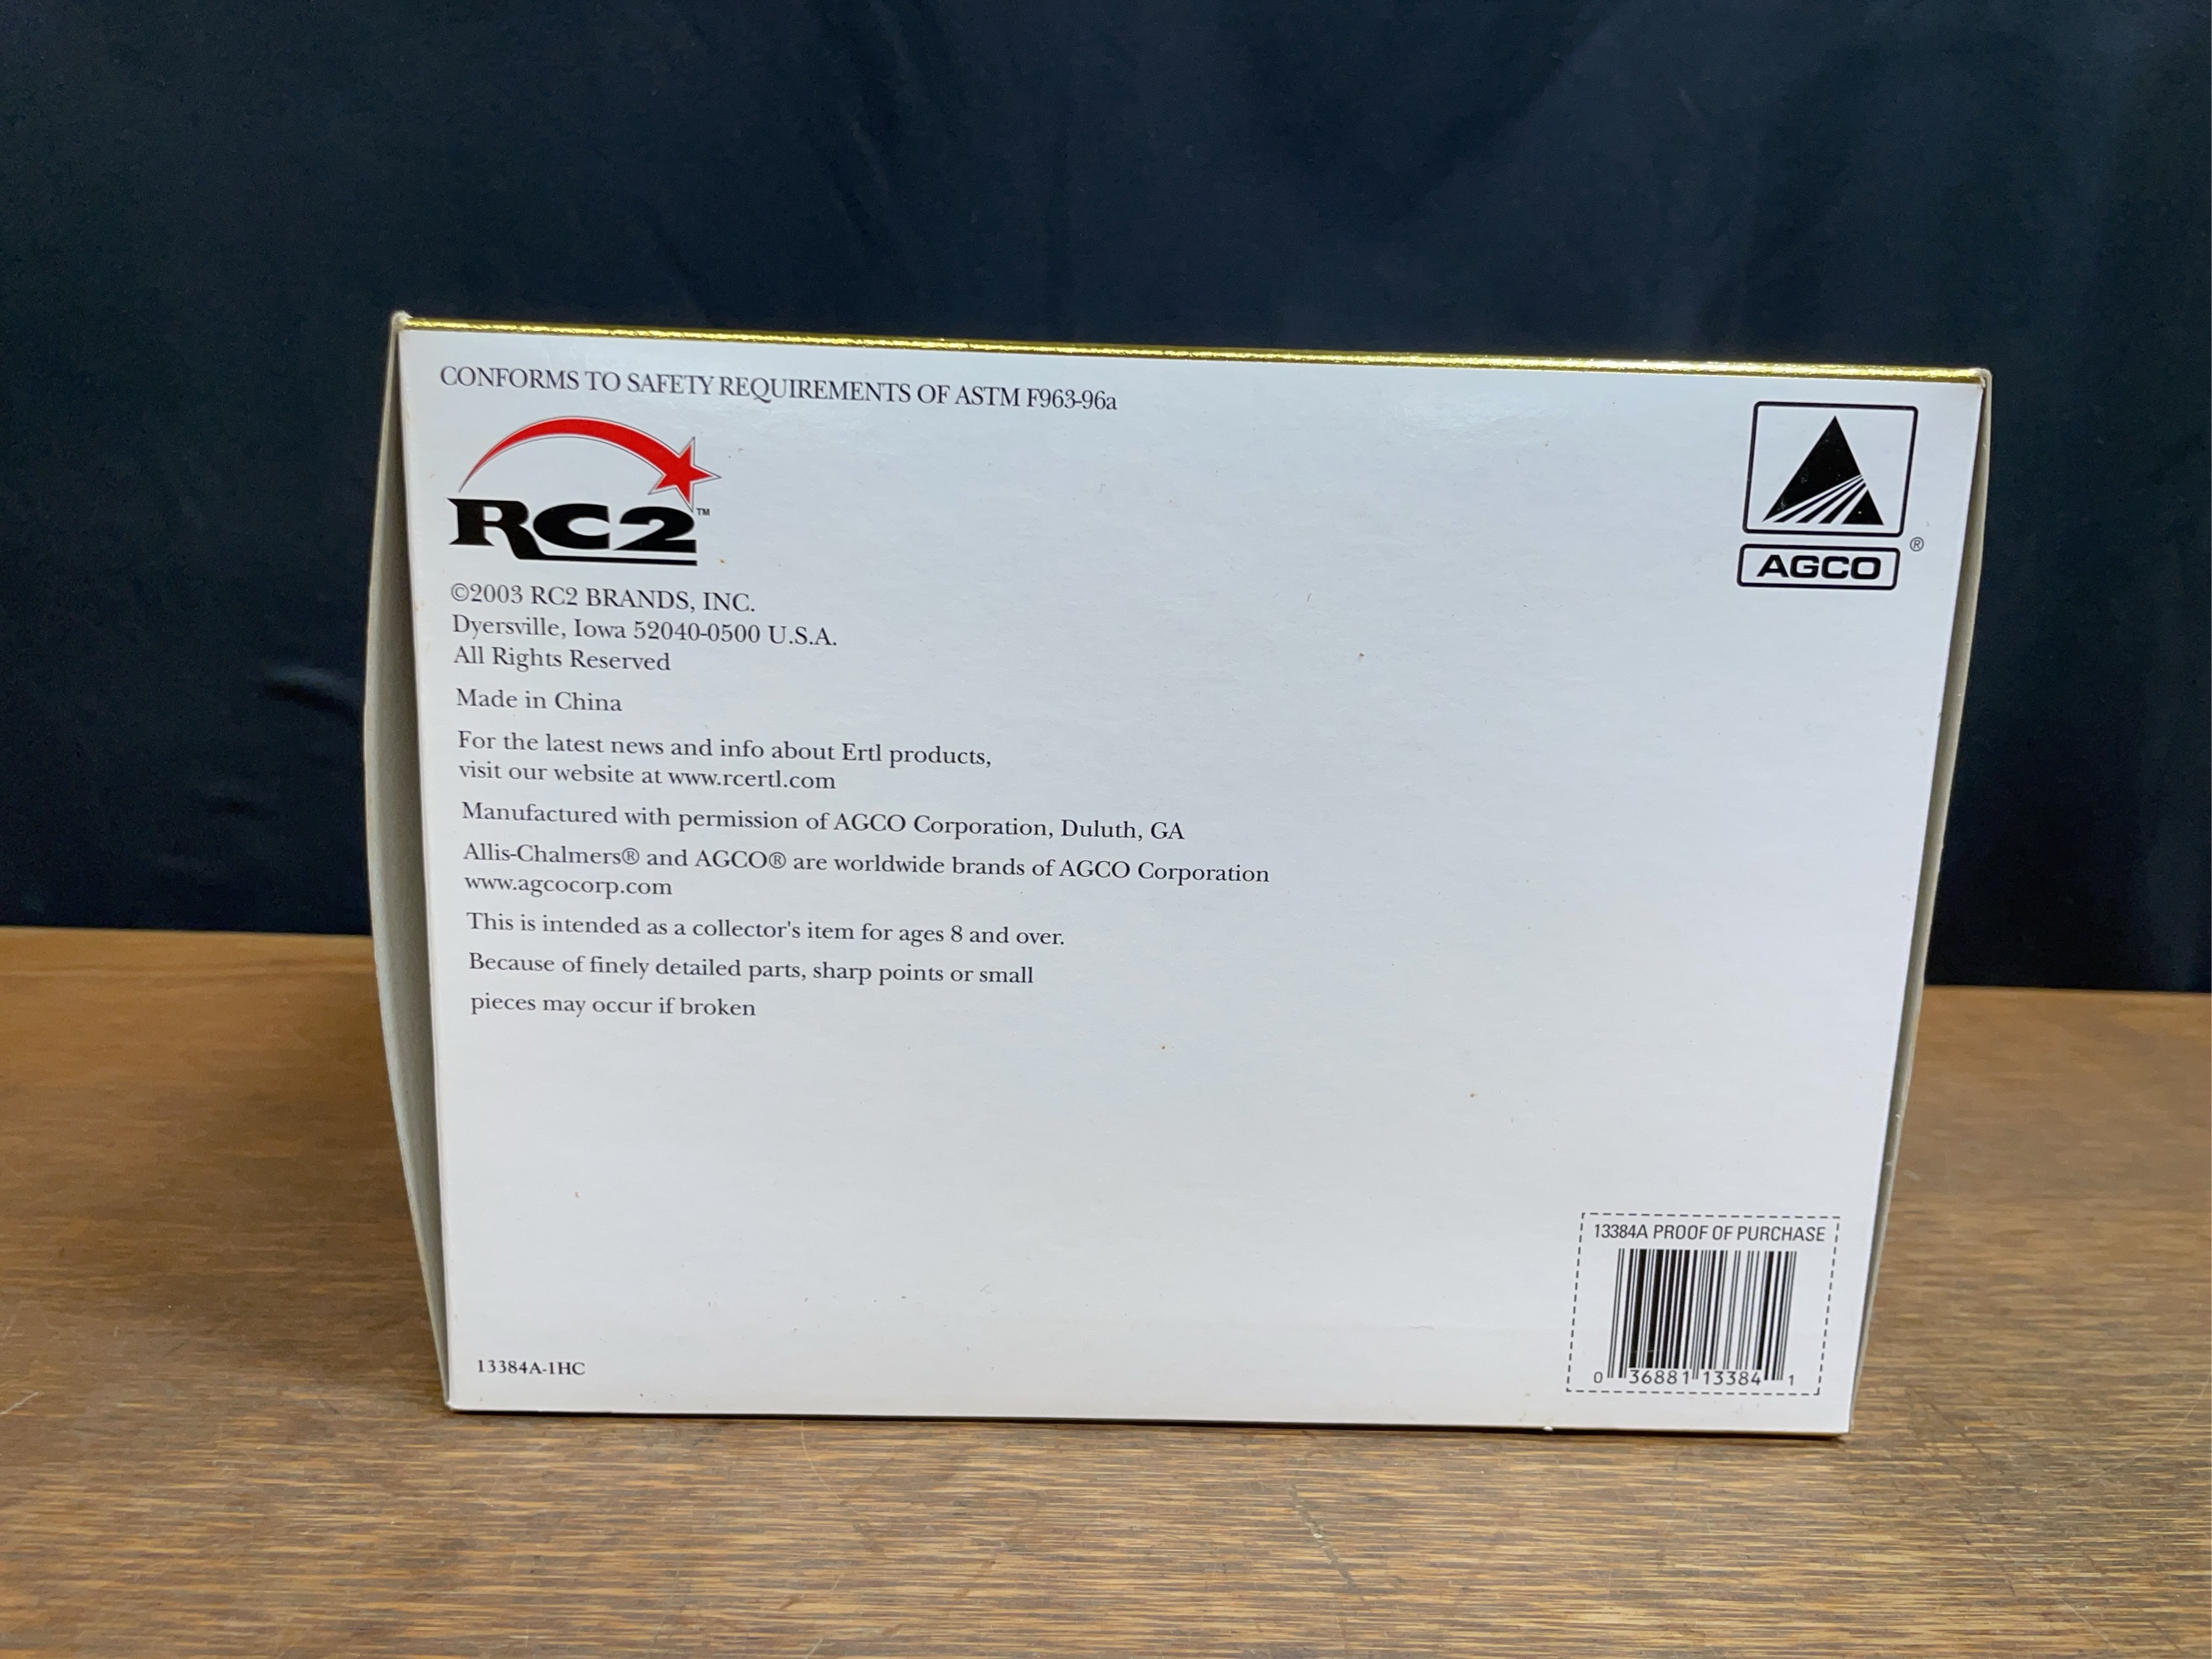 CONFORMS TO SAFETY REQUIREMENTS OF ASTM F963-96a
RC2™
AGCO®
©2003 RC2 BRANDS, INC.
Dyersville, Iowa 52040-0500 U.S.A.
All Rights Reserved
Made in China
For the latest news and info about Ertl products,
visit our website at www.rcertl.com
Manufactured with permission of AGCO Corporation, Duluth, GA
Allis-Chalmers® and AGCO® are worldwide brands of AGCO Corporation
www.agcocorp.com
This is intended as a collector's item for ages 8 and over.
Because of finely detailed parts, sharp points or small
pieces may occur if broken
13384A PROOF OF PURCHASE
0 36881 13384 1
13384A-1HC